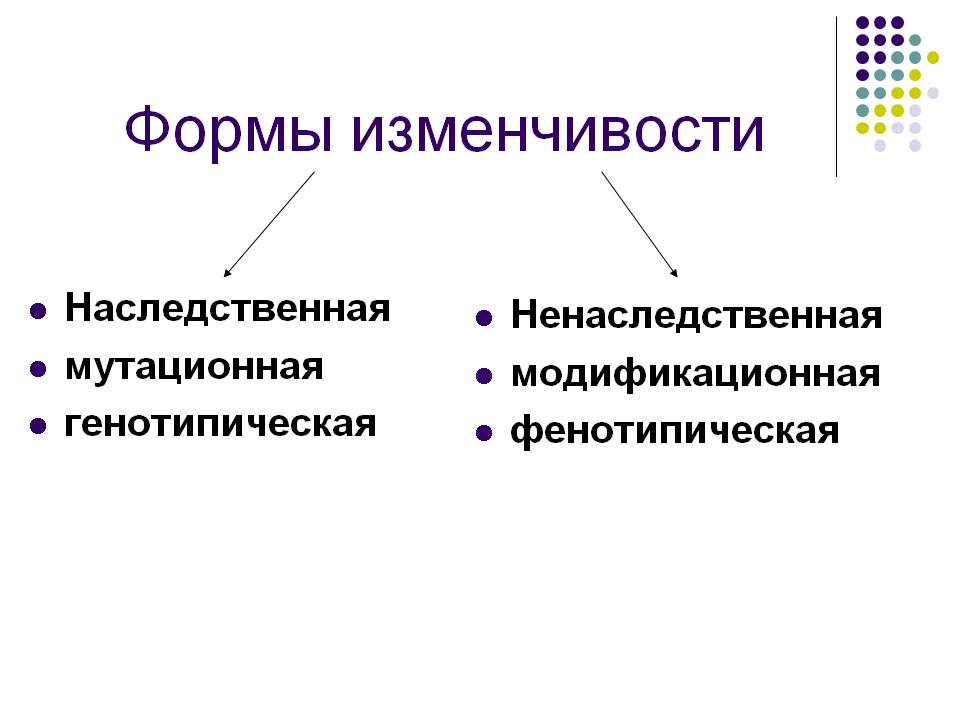 Формы изменчивости
Наследственная
мутационная
генотипическая
Ненаследственная
модификационная
фенотипическая